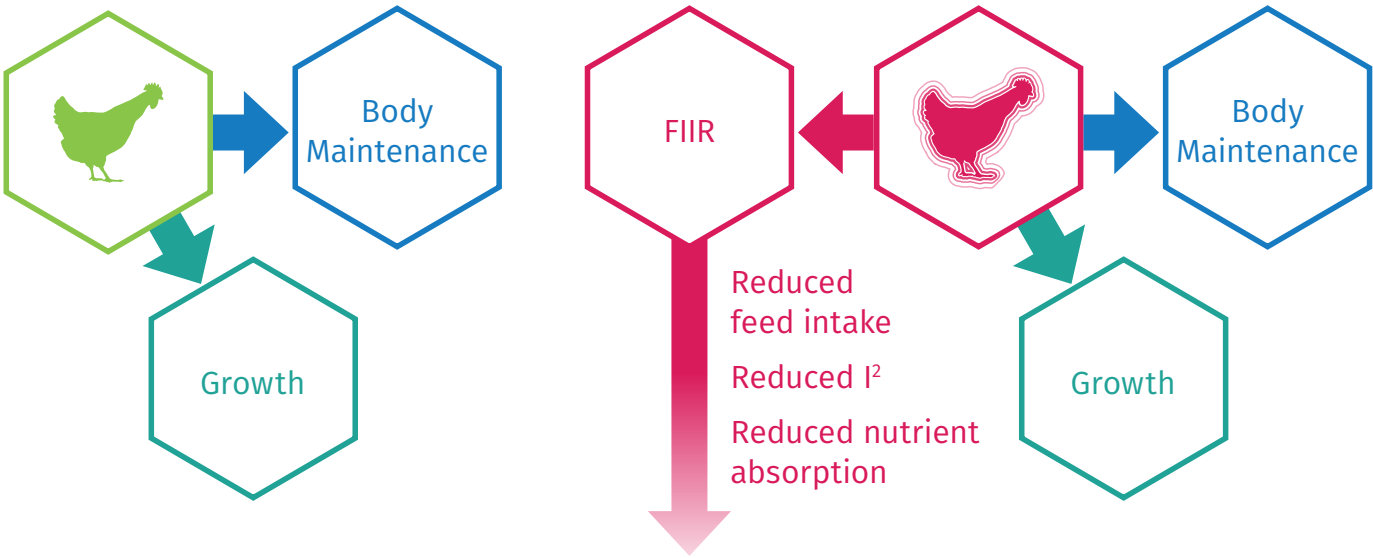 Body
Maintenance
Growth
FIIR
Body
Maintenance
Reduced
feed intake
Reduced I²
Reduced nutrient
absorption
Growth